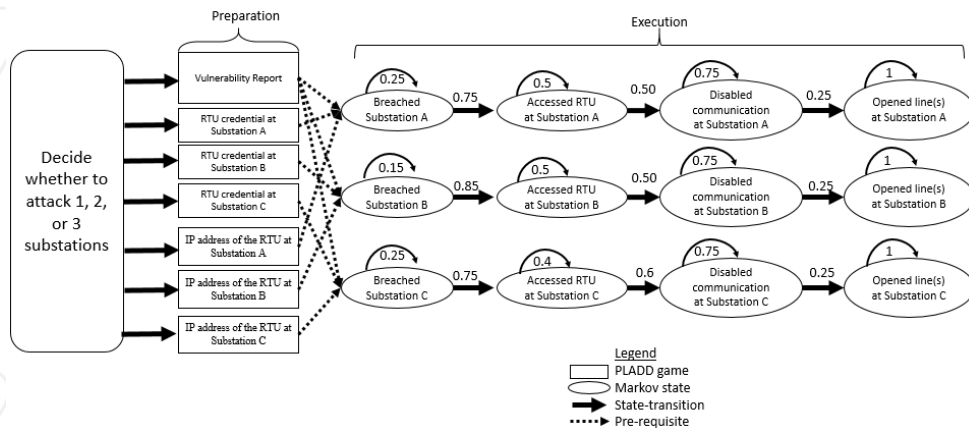 Preparation
Execution
Decide
whether to
attack 1, 2,
or 3
substations
Vulnerability Report
RTU credential at
Substation A
RTU credential at
Substation B
RTU credential at
Substation C
IP address of the RTU at
Substation A
IP address of the RTU at
Substation B
IP address of the RTU at
Substation C
0.25
Breached
Substation A
0.75
0.5
Accessed RTU
at Substation A
0.50
0.75
Disabled
communication
at Substation A
0.25
1
Opened line(s)
at Substation A
0.15
Breached
Substation B
0.85
0.5
Accessed RTU
at Substation B
0.50
0.75
Disabled
communication
at Substation B
0.25
1
Opened line(s)
at Substation B
0.25
Breached
Substation C
0.75
0.4
Accessed RTU
at Substation C
0.6
0.75
Disabled
communication
at Substation C
0.25
1
Opened line(s)
at Substation C
Legend
PLADD game
Markov state
State-transition
Pre-requisite